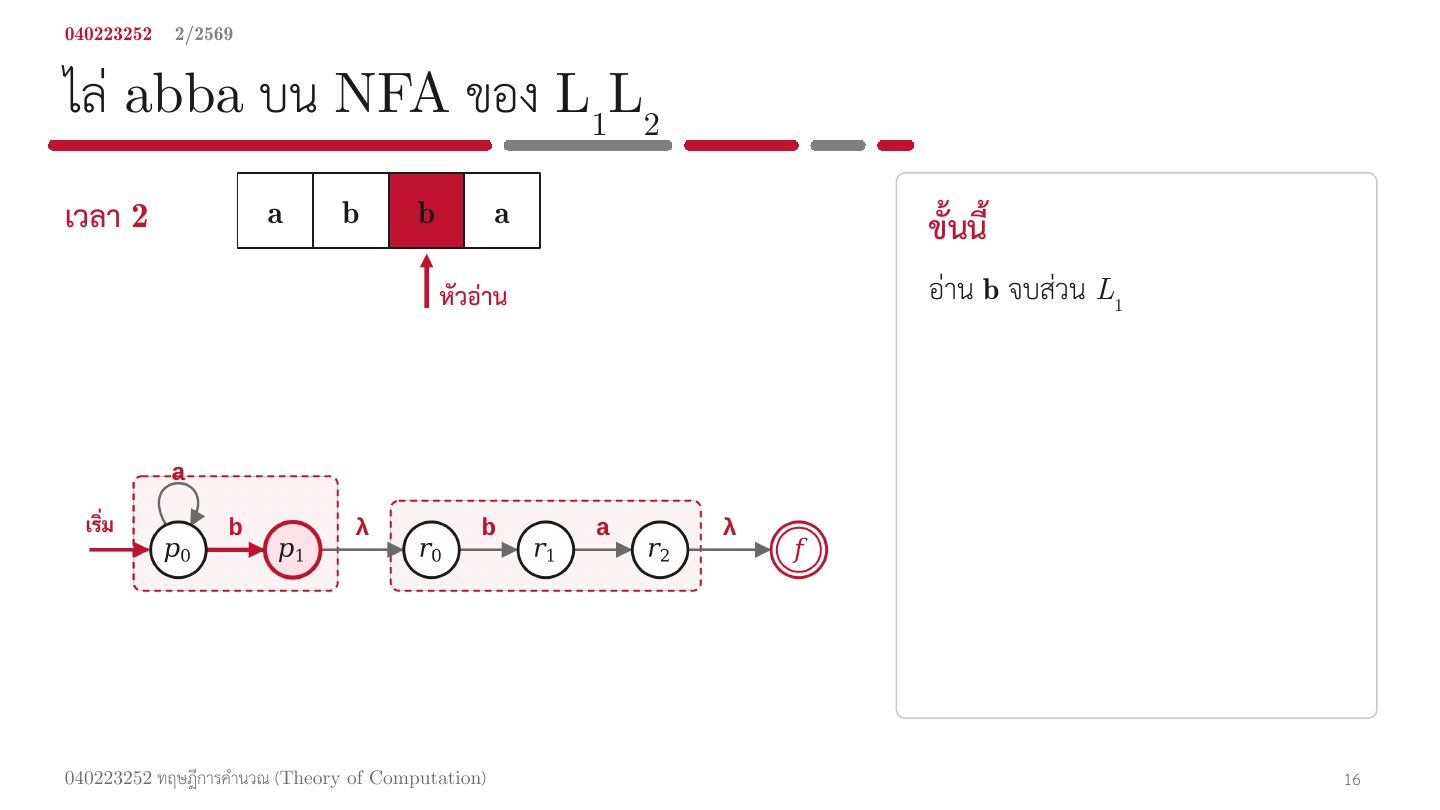 040223252 2/2569
ไล่ abba บน NFA ของ L₁L₂
เวลา 2
a b b a
หัวอ่าน
ขั้นนี้
อ่าน b จบส่วน L₁
a
เริ่ม b λ b a λ
p₀ p₁ r₀ r₁ r₂ f
040223252 ทฤษฎีการคำนวณ (Theory of Computation)
16